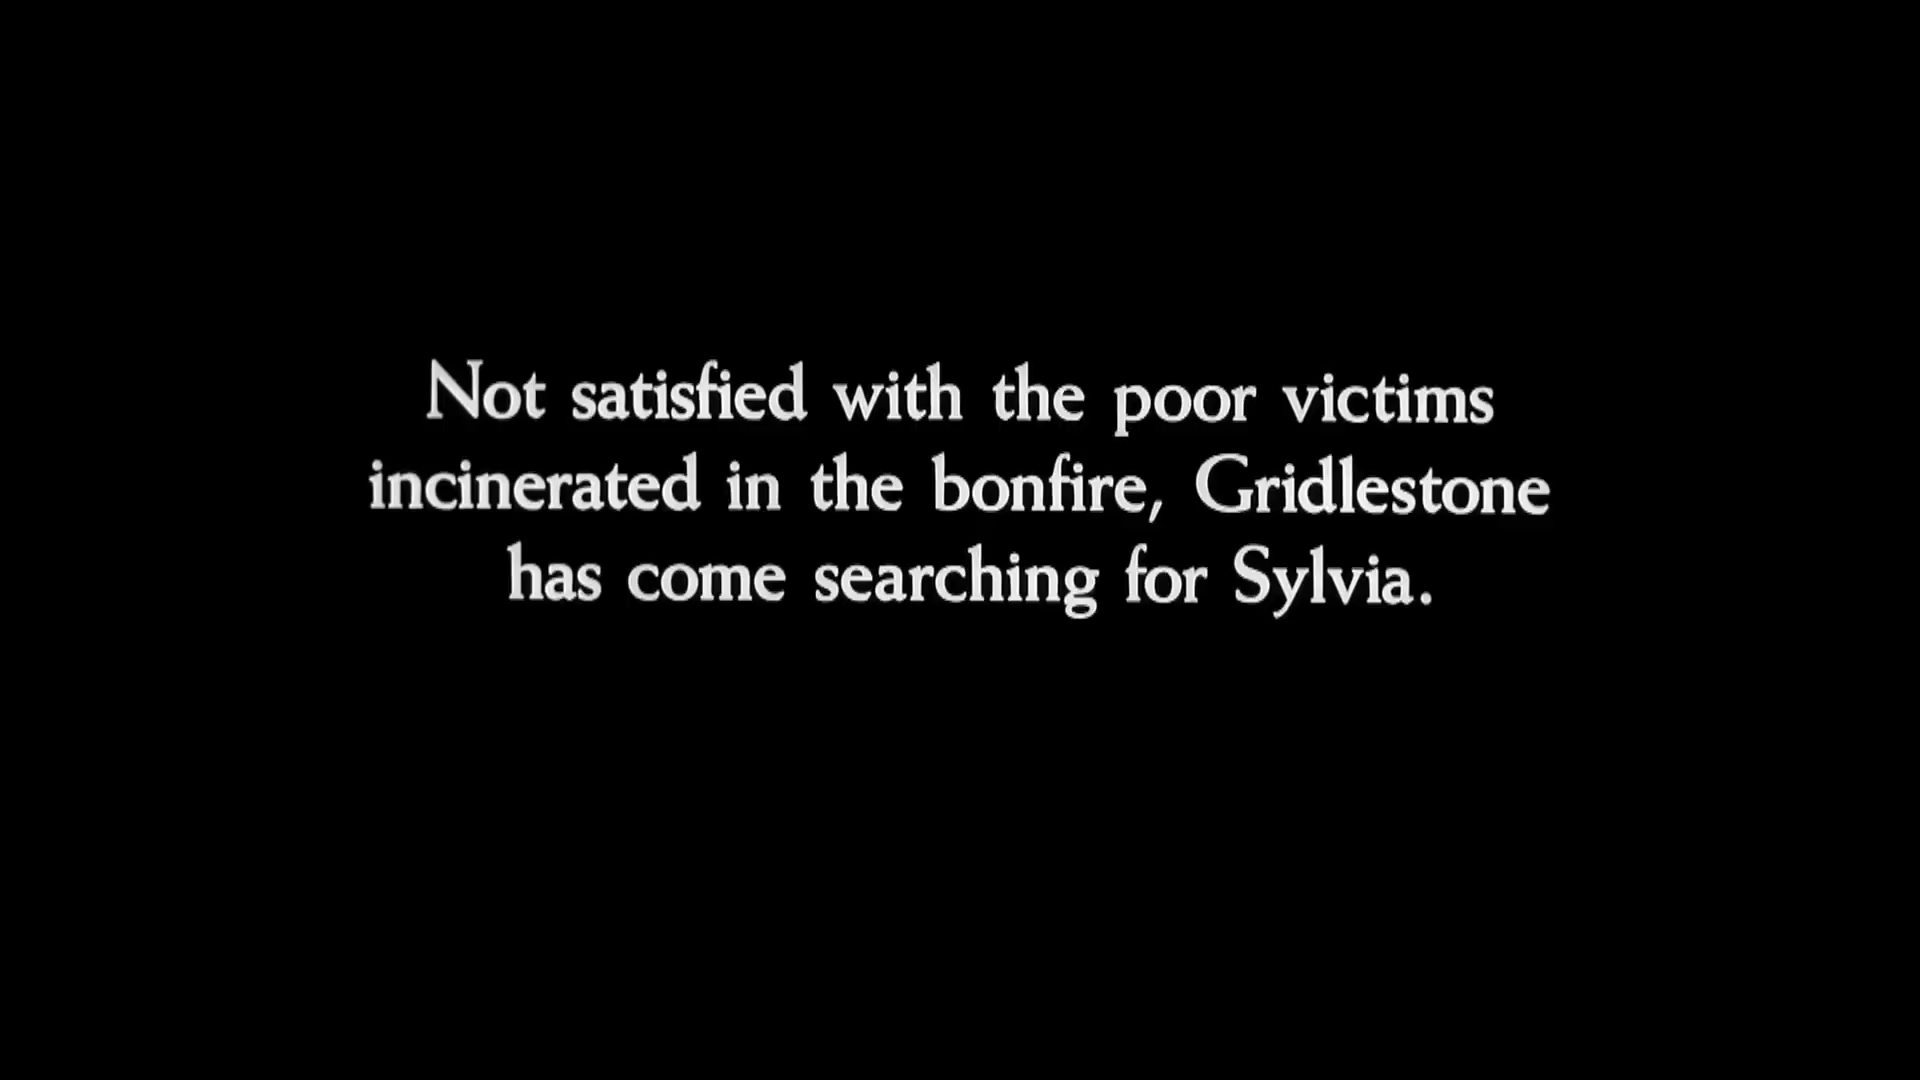 Not satisfied with the poor victims
incinerated in the bonfire, Gridlestone
has come searching for Sylvia.